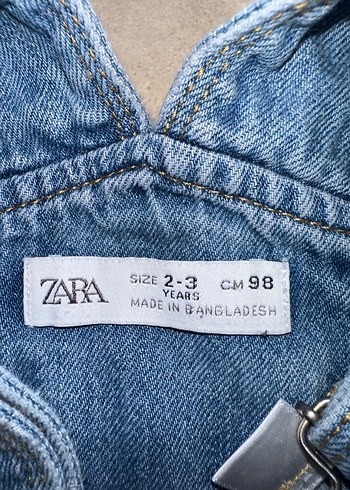 ZARA
SIZE 2-3 CM 98
YEARS
MADE IN BANGLADESH